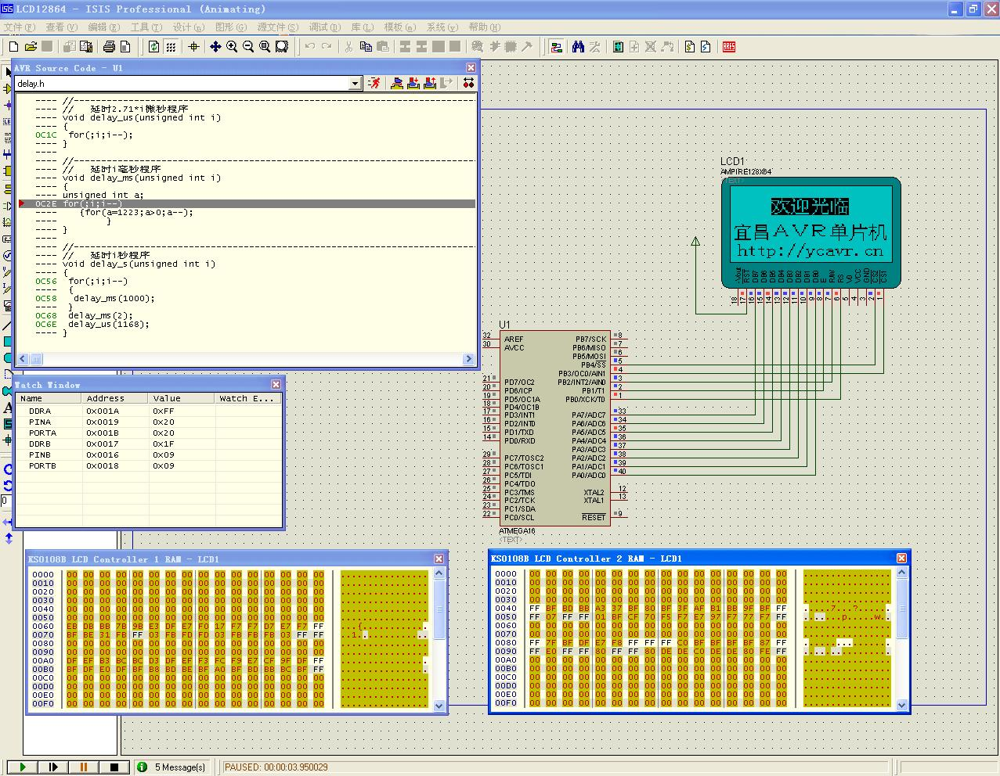 LCD12864 - ISIS Professional (Animating)
文件(F) 查看(V) 编辑(E) 工具(T) 设计(D) 图形(G) 源文件(S) 调试(D) 库(L) 模板(m) 系统(y) 帮助(H)
AVR Source Code - U1
delay.h
---- //
---- // 延时2.71*i微秒程序
---- void delay_us(unsigned int i)
---- {
0C1C for(;i;i--);
---- }
----
---- //
---- // 延时i毫秒程序
---- void delay_ms(unsigned int i)
---- {
---- unsigned int a;
0C2E for(;i;i--)
---- {for(a=1223;a>0;a--);
---- }
---- }
----
---- //
---- // 延时i秒程序
---- void delay_s(unsigned int i)
---- {
0C56 for(;i;i--)
---- {
0C58 delay_ms(1000);
---- }
0C68 delay_ms(2);
0C6E delay_us(1168);
---- }
Watch Window
Name Address Value Watch E...
DDRA 0x001A 0xFF
PINA 0x0019 0x20
PORTA 0x001B 0x20
DDRB 0x0017 0x1F
PINB 0x0016 0x09
PORTB 0x0018 0x09
LCD1
AMPIRE128X64
<TEXT>
欢迎光临
宜昌AVR单片机
http://ycavr.cn
-Vout RST DB7 DB6 DB5 DB4 DB3 DB2 DB1 DB0 E R/W RS V0 VCC GND CS2 CS1
18 17 16 15 14 13 12 11 10 9 8 7 6 5 4 3 2 1
U1
32 AREF PB7/SCK 8
30 AVCC PB6/MISO 7
PB5/MOSI 6
PB4/SS 5
PB3/OC0/AIN1 4
21 PD7/OC2 PB2/INT2/AIN0 3
20 PD6/ICP PB1/T1 2
19 PD5/OC1A PB0/XCK/T0 1
18 PD4/OC1B
17 PD3/INT1 PA7/ADC7 33
16 PD2/INT0 PA6/ADC6 34
15 PD1/TXD PA5/ADC5 35
14 PD0/RXD PA4/ADC4 36
PA3/ADC3 37
29 PC7/TOSC2 PA2/ADC2 38
28 PC6/TOSC1 PA1/ADC1 39
27 PC5/TDI PA0/ADC0 40
26 PC4/TDO
25 PC3/TMS XTAL2 12
24 PC2/TCK XTAL1 13
23 PC1/SDA
22 PC0/SCL RESET 9
ATMEGA16
<TEXT>
KS0108B LCD Controller 1 RAM - LCD1
0000 00 00 00 00 00 00 00 00 00 00 00 00 00 00 00 00
0010 00 00 00 00 00 00 00 00 00 00 00 00 00 00 00 00
0020 00 00 00 00 00 00 00 00 00 00 00 00 00 00 00 00
0030 00 00 00 00 00 00 00 00 00 00 00 00 00 00 00 00
0040 00 00 00 00 00 00 00 00 00 00 00 00 00 00 00 00
0050 00 00 00 00 00 00 00 00 00 00 00 00 00 00 00 00
0060 EB DB BB 7B 9B E3 DF E7 F0 17 F7 F7 D7 E7 F7 FF
0070 BF BE 31 FB FF 03 FB FD FD 03 FB FB FB 03 FF FF
0080 00 00 00 00 00 00 00 00 00 00 00 00 00 00 00 00
0090 00 00 00 00 00 00 00 00 00 00 00 00 00 00 00 00
00A0 DF EF B3 BC BC D3 DF EF F3 FC F9 E7 CF 9F DF FF
00B0 BF DF E0 DF BF B8 BD BE BF A0 BF BD BB BC BF FF
00C0 00 00 00 00 00 00 00 00 00 00 00 00 00 00 00 00
00D0 00 00 00 00 00 00 00 00 00 00 00 00 00 00 00 00
00E0 00 00 00 00 00 00 00 00 00 00 00 00 00 00 00 00
00F0 00 00 00 00 00 00 00 00 00 00 00 00 00 00 00 00
KS0108B LCD Controller 2 RAM - LCD1
0000 00 00 00 00 00 00 00 00 00 00 00 00 00 00 00 00
0010 00 00 00 00 00 00 00 00 00 00 00 00 00 00 00 00
0020 00 00 00 00 00 00 00 00 00 00 00 00 00 00 00 00
0030 00 00 00 00 00 00 00 00 00 00 00 00 00 00 00 00
0040 FF BF BD BB A3 37 BF 80 BF 3F AF B1 BB 9F BF FF
0050 FF 07 FF FF 01 BF CF 70 F5 F7 E7 97 F7 77 F7 FF
0060 00 00 00 00 00 00 00 00 00 00 00 00 00 00 00 00
0070 00 00 00 00 00 00 00 00 00 00 00 00 00 00 00 00
0080 FF 7F BF DF E7 F8 FF FF FF C0 BF BF BF BF 87 FF
0090 FF E0 FF FF 80 FF FF 80 DE DE C0 DE DE 80 FE FF
00A0 00 00 00 00 00 00 00 00 00 00 00 00 00 00 00 00
00B0 00 00 00 00 00 00 00 00 00 00 00 00 00 00 00 00
00C0 00 00 00 00 00 00 00 00 00 00 00 00 00 00 00 00
00D0 00 00 00 00 00 00 00 00 00 00 00 00 00 00 00 00
00E0 00 00 00 00 00 00 00 00 00 00 00 00 00 00 00 00
00F0 00 00 00 00 00 00 00 00 00 00 00 00 00 00 00 00
5 Message(s) PAUSED: 00:00:03.950029